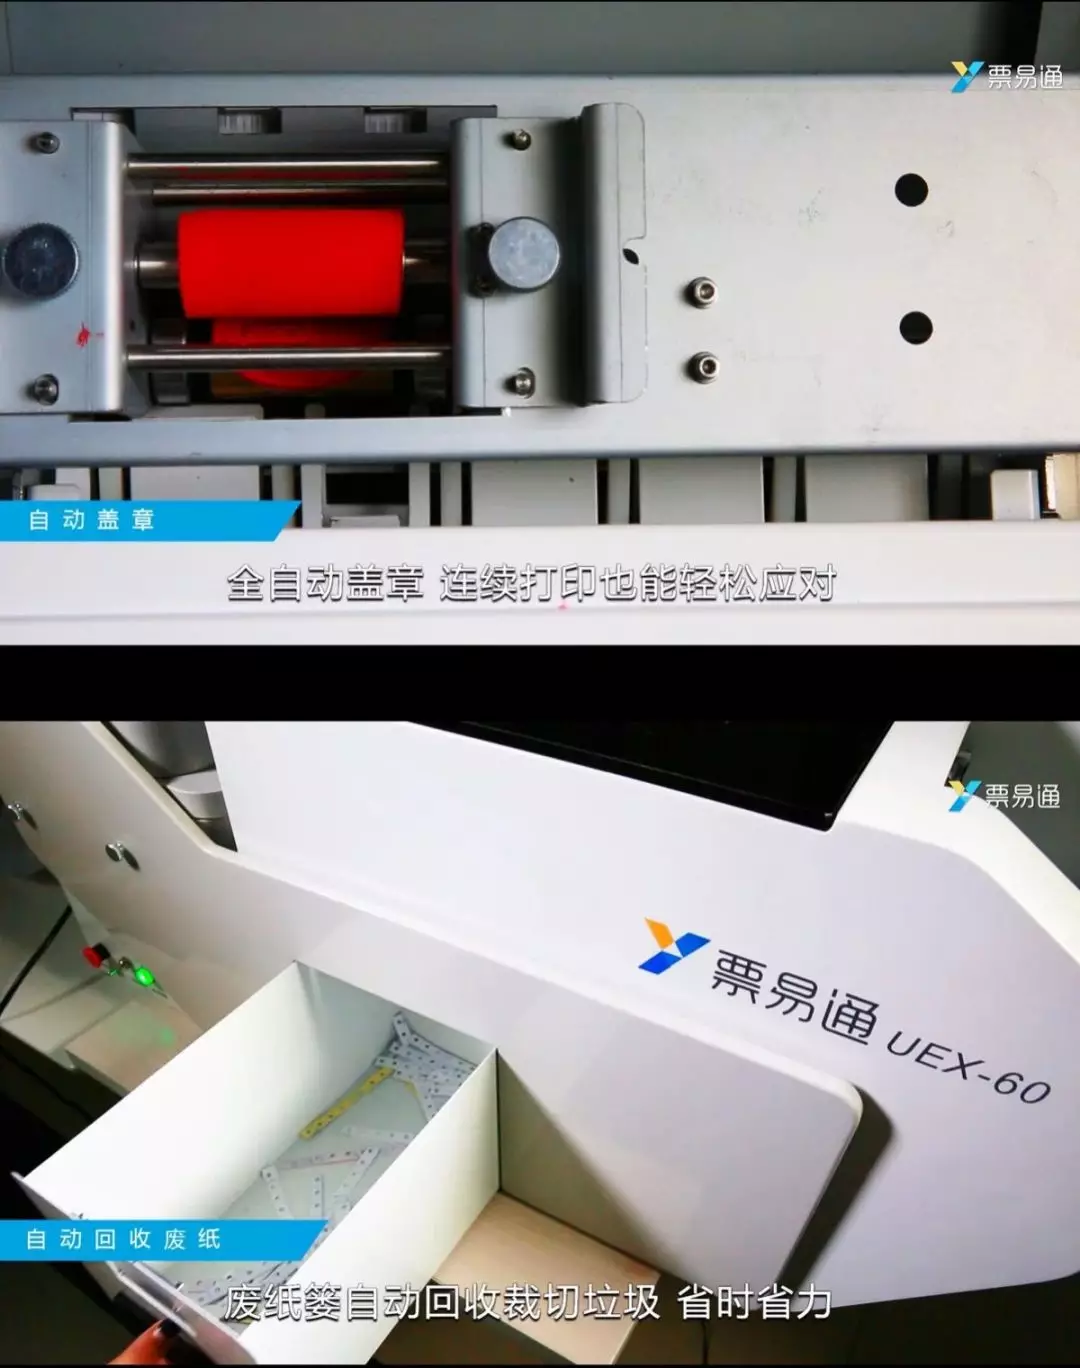 票易通
自动盖章
全自动盖章 连续打印也能轻松应对
票易通
票易通 UEX-60
自动回收废纸
废纸篓自动回收裁切垃圾 省时省力